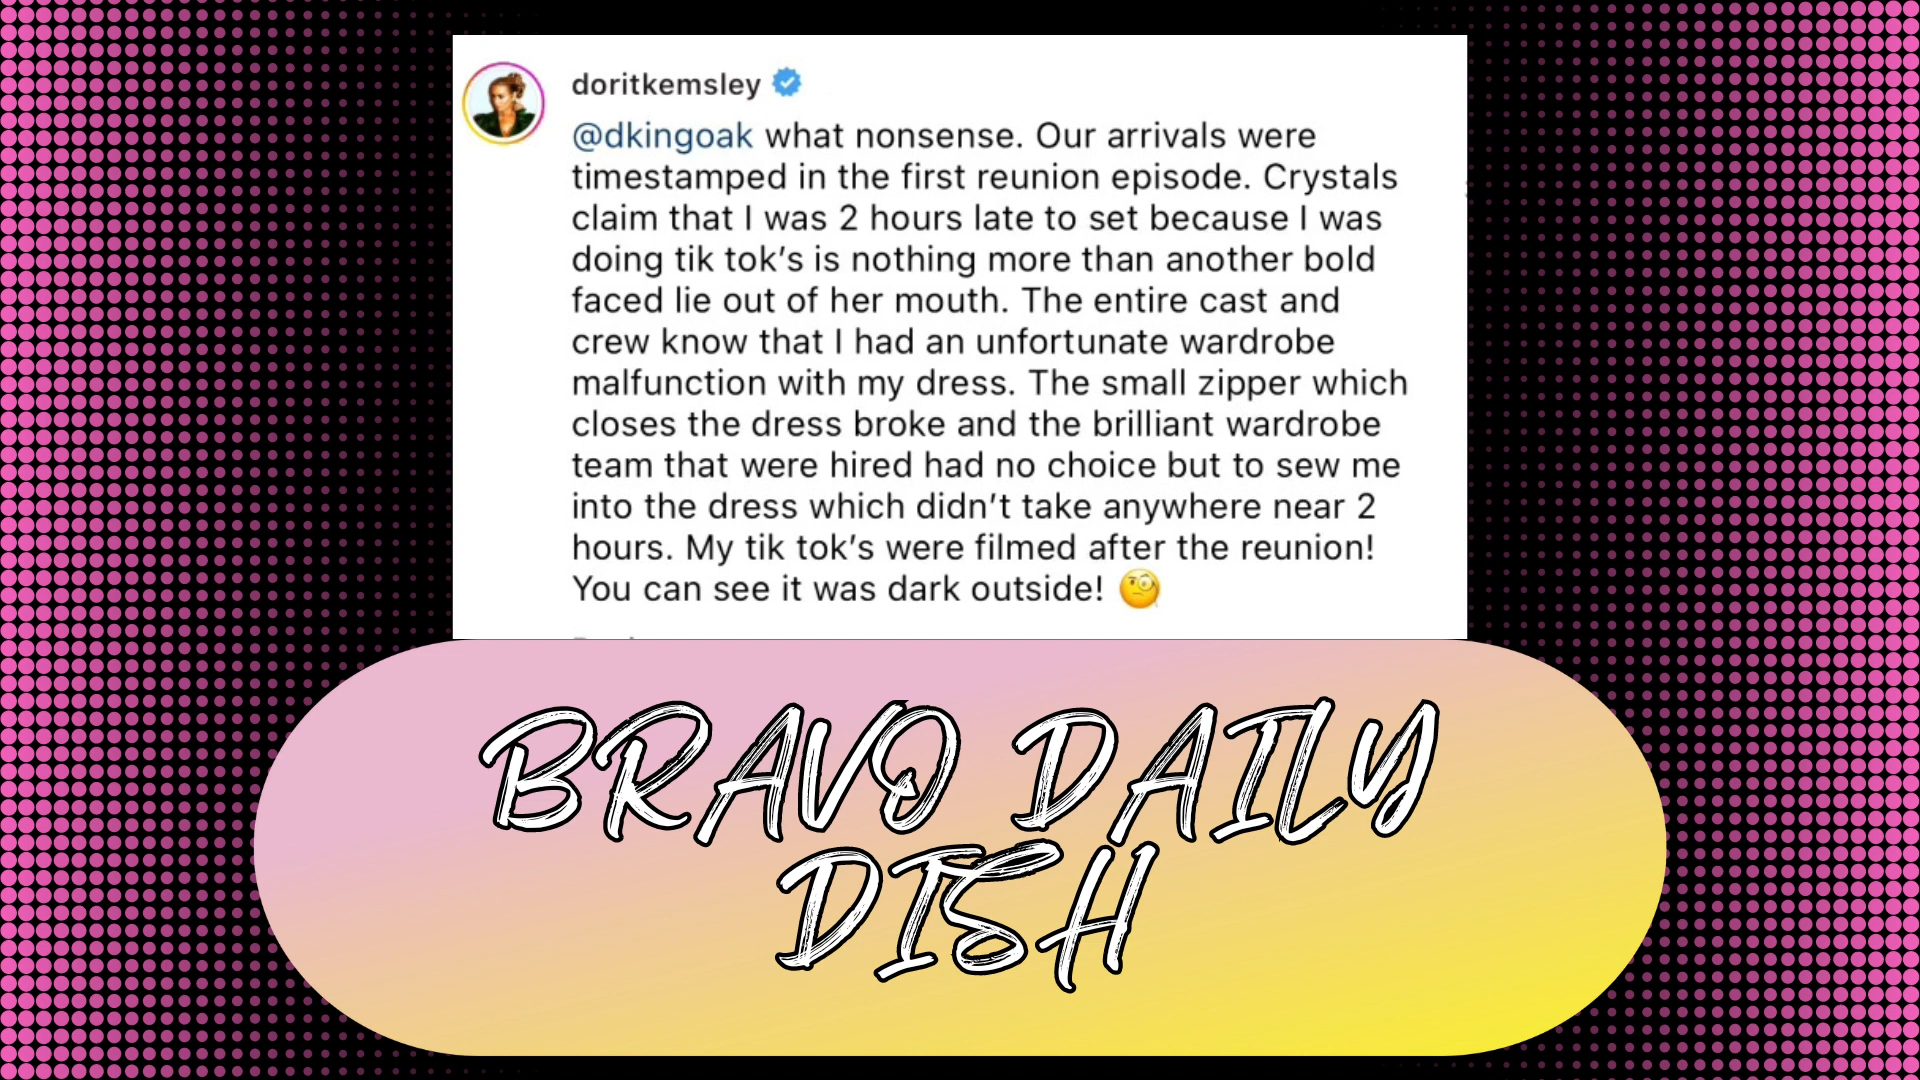 doritkemsley
@dkingoak what nonsense. Our arrivals were
timestamped in the first reunion episode. Crystals
claim that I was 2 hours late to set because I was
doing tik tok’s is nothing more than another bold
faced lie out of her mouth. The entire cast and
crew know that I had an unfortunate wardrobe
malfunction with my dress. The small zipper which
closes the dress broke and the brilliant wardrobe
team that were hired had no choice but to sew me
into the dress which didn’t take anywhere near 2
hours. My tik tok’s were filmed after the reunion!
You can see it was dark outside! 🧐
BRAVO DAILY
DISH